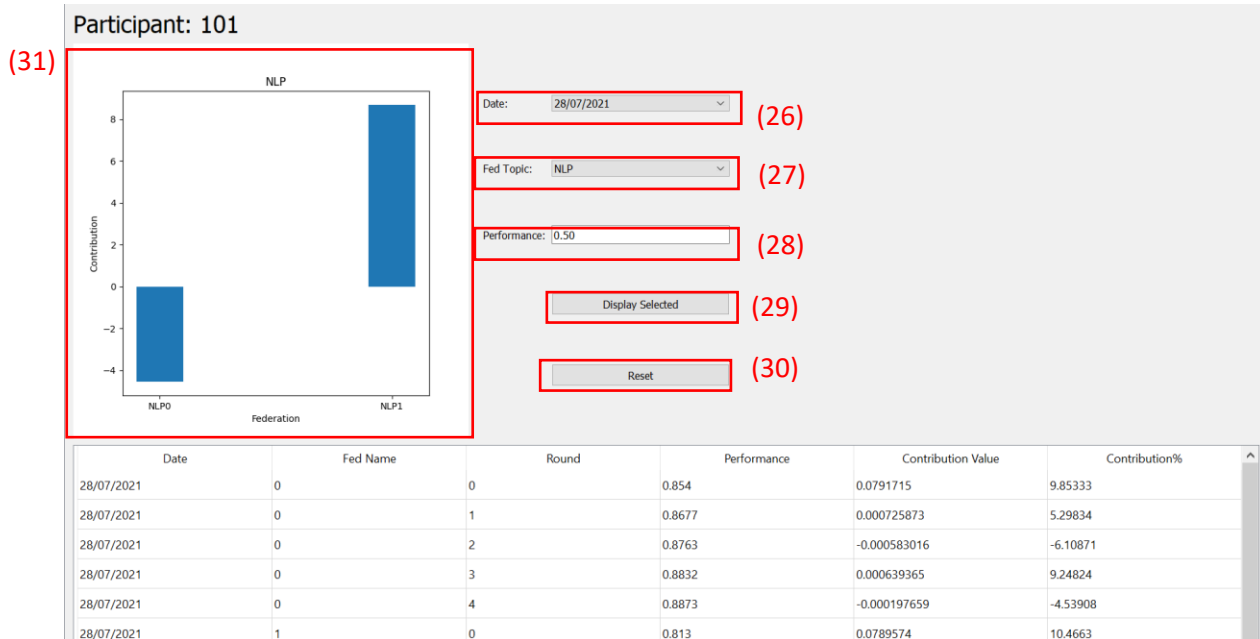 Participant: 101
(31)
NLP
8
6
4
2
0
−2
−4
Contribution
NLP0 NLP1
Federation
Date: 28/07/2021
(26)
Fed Topic: NLP
(27)
Performance: 0.50
(28)
Display Selected
(29)
Reset
(30)
Date Fed Name Round Performance Contribution Value Contribution%
28/07/2021 0 0 0.854 0.0791715 9.85333
28/07/2021 0 1 0.8677 0.000725873 5.29834
28/07/2021 0 2 0.8763 -0.000583016 -6.10871
28/07/2021 0 3 0.8832 0.000639365 9.24824
28/07/2021 0 4 0.8873 -0.000197659 -4.53908
28/07/2021 1 0 0.813 0.0789574 10.4663